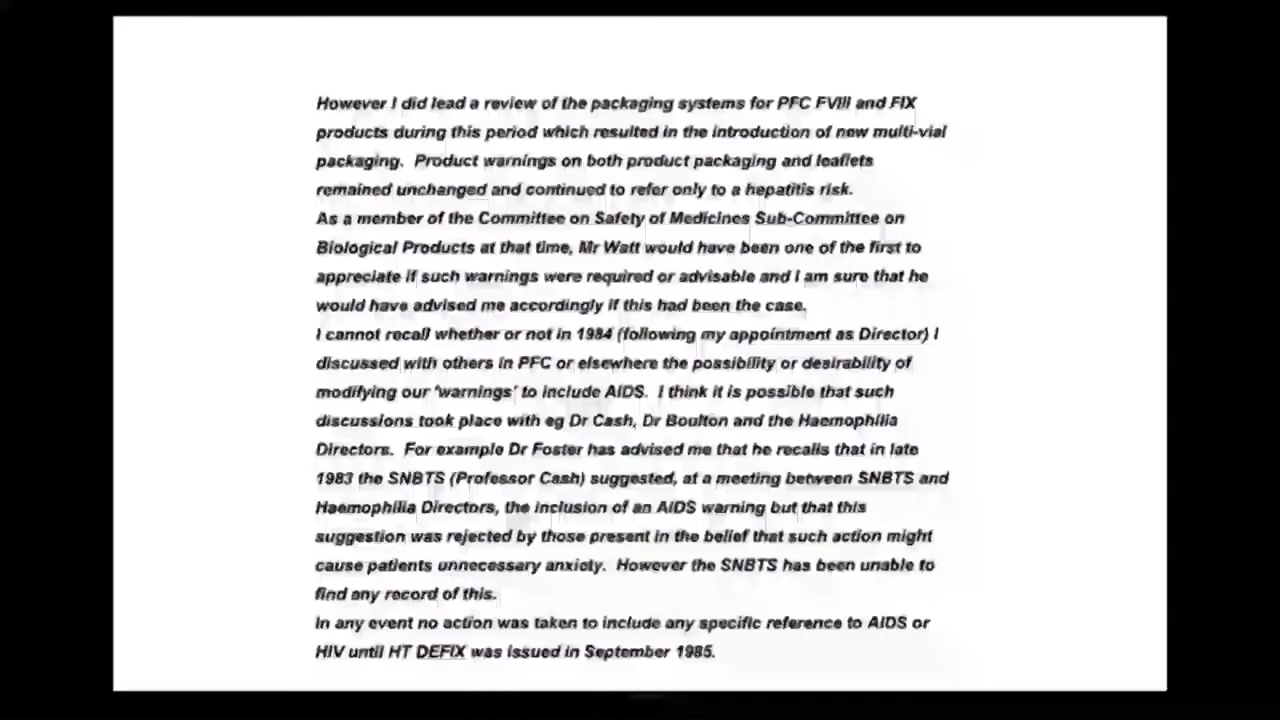 However I did lead a review of the packaging systems for PFC FVIII and FIX
products during this period which resulted in the introduction of new multi-vial
packaging. Product warnings on both product packaging and leaflets
remained unchanged and continued to refer only to a hepatitis risk.
As a member of the Committee on Safety of Medicines Sub-Committee on
Biological Products at that time, Mr Watt would have been one of the first to
appreciate if such warnings were required or advisable and I am sure that he
would have advised me accordingly if this had been the case.
I cannot recall whether or not in 1984 (following my appointment as Director) I
discussed with others in PFC or elsewhere the possibility or desirability of
modifying our 'warnings' to include AIDS. I think it is possible that such
discussions took place with eg Dr Cash, Dr Boulton and the Haemophilia
Directors. For example Dr Foster has advised me that he recalls that in late
1983 the SNBTS (Professor Cash) suggested, at a meeting between SNBTS and
Haemophilia Directors, the inclusion of an AIDS warning but that this
suggestion was rejected by those present in the belief that such action might
cause patients unnecessary anxiety. However the SNBTS has been unable to
find any record of this.
In any event no action was taken to include any specific reference to AIDS or
HIV until HT DEFIX was issued in September 1985.